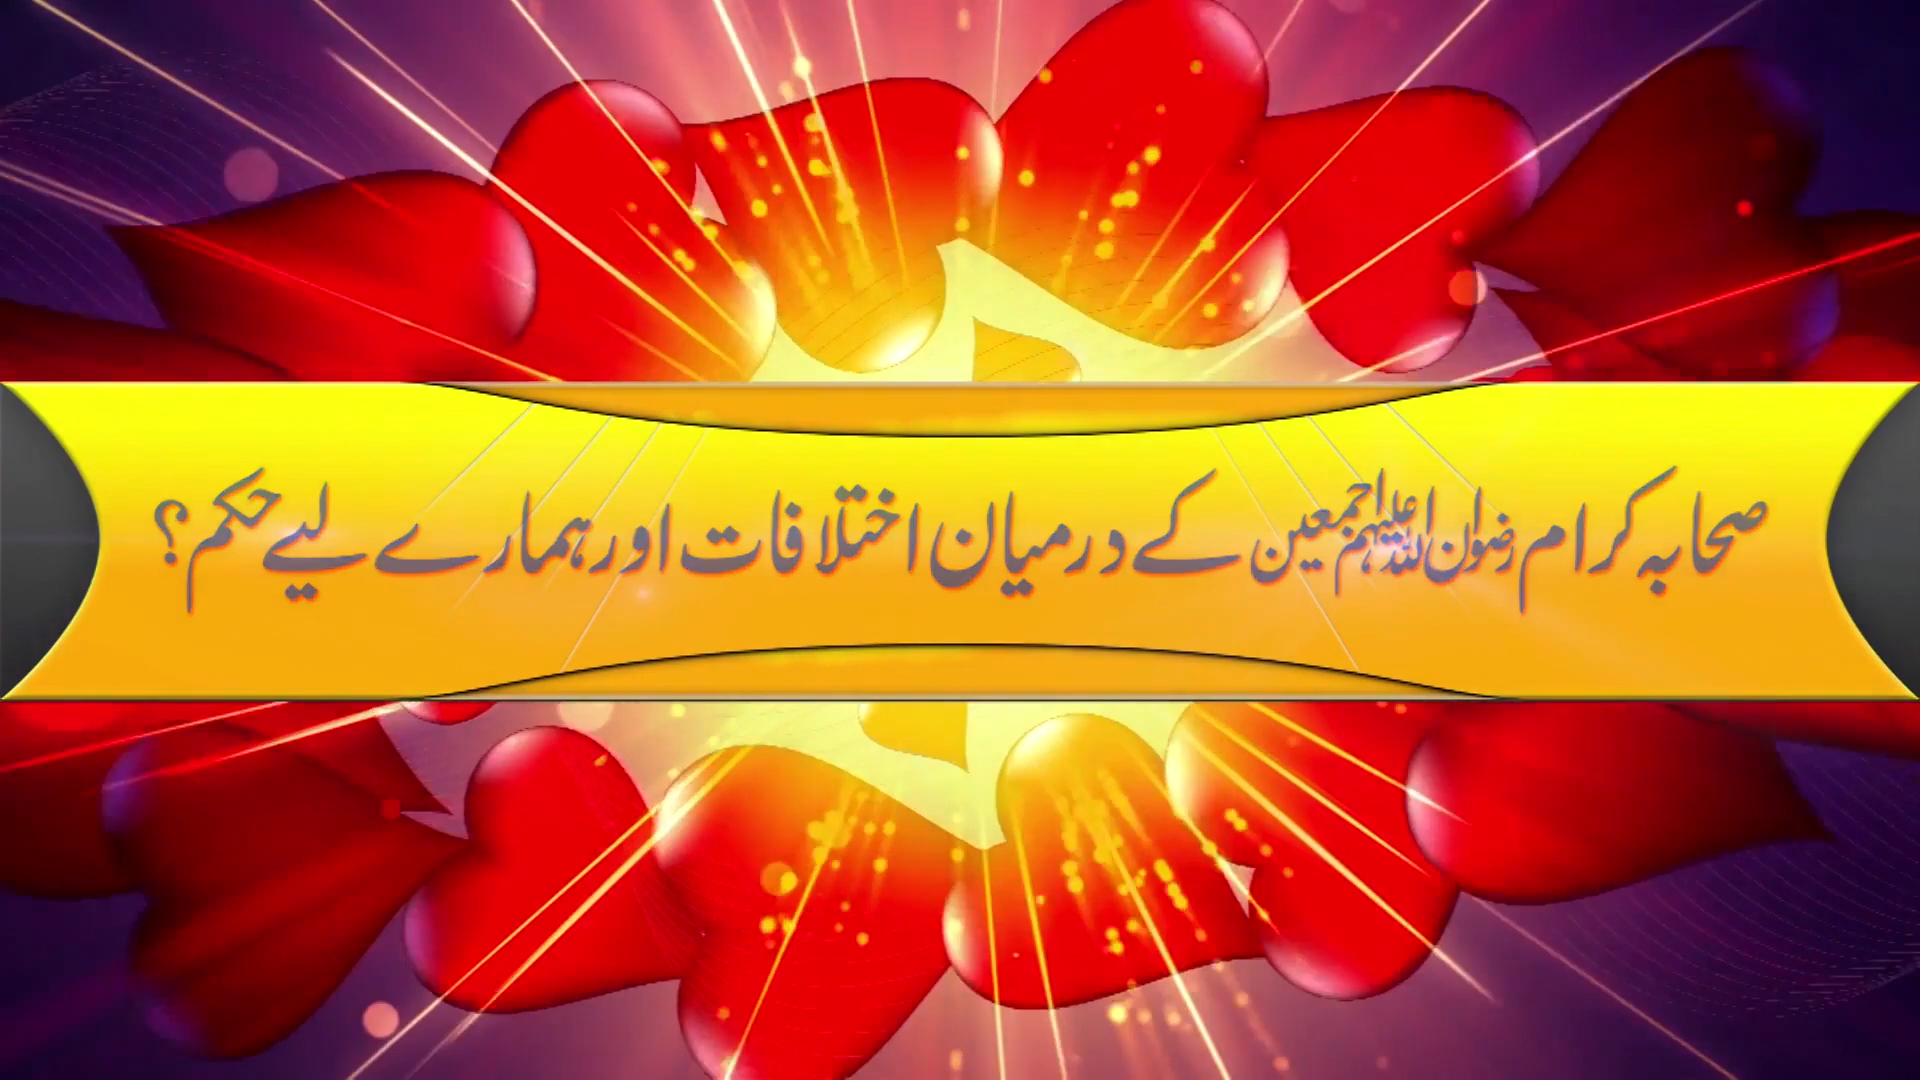 صحابہ کرام رضوان اللہ علیہم اجمعین کے درمیان اختلافات اور ہمارے لیے حکم؟